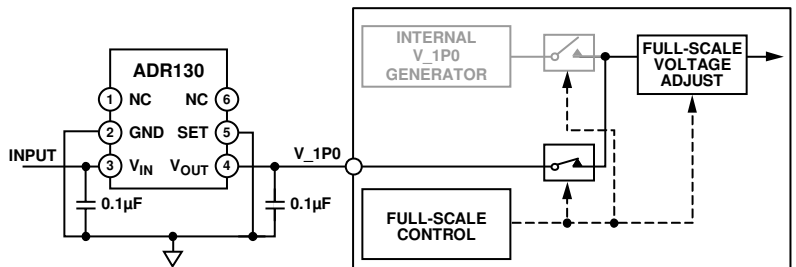 INTERNAL
V_1P0
GENERATOR
FULL-SCALE
VOLTAGE
ADJUST
ADR130
1 NC NC 6
2 GND SET 5
INPUT 3 VIN VOUT 4 V_1P0
0.1µF 0.1µF
FULL-SCALE
CONTROL